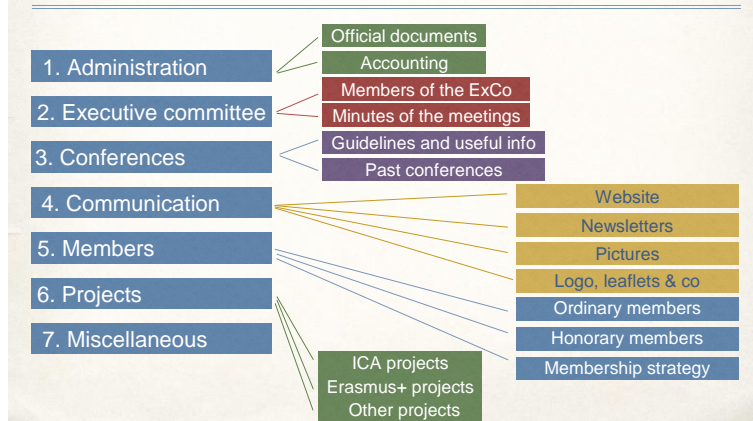 1. Administration
2. Executive committee
3. Conferences
4. Communication
5. Members
6. Projects
7. Miscellaneous
Official documents
Accounting
Members of the ExCo
Minutes of the meetings
Guidelines and useful info
Past conferences
Website
Newsletters
Pictures
Logo, leaflets & co
Ordinary members
Honorary members
Membership strategy
ICA projects
Erasmus+ projects
Other projects